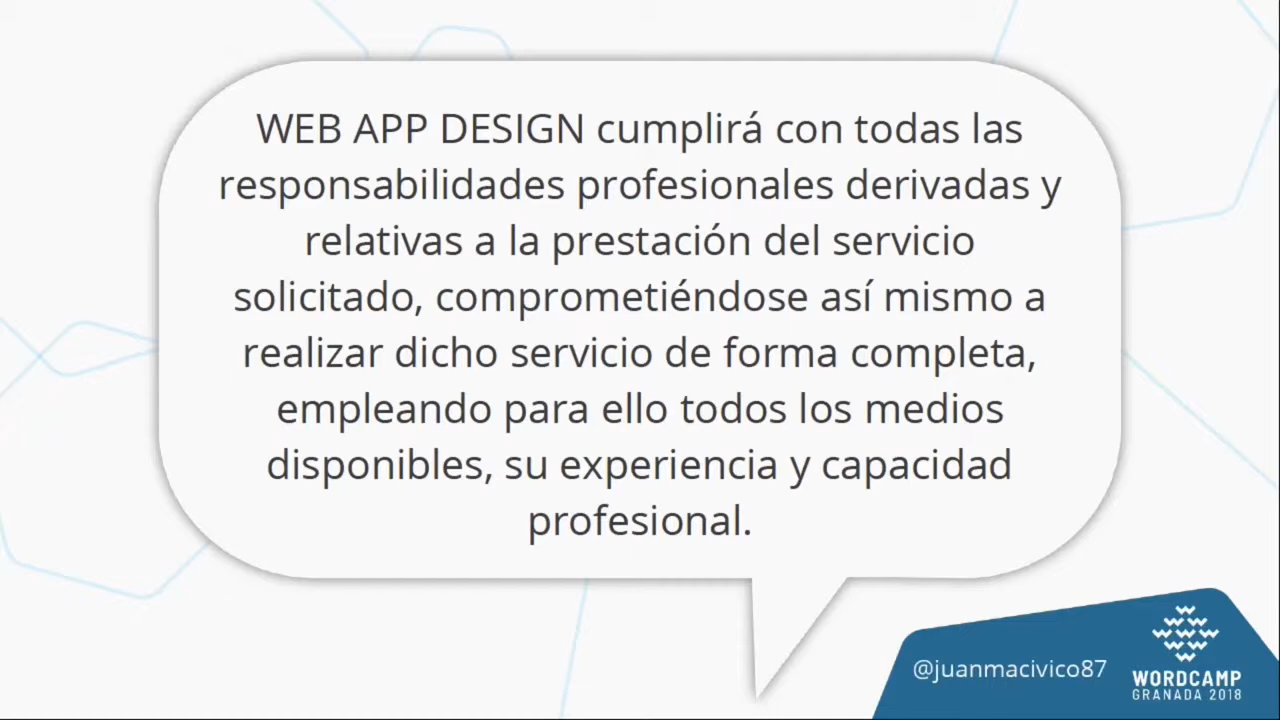 WEB APP DESIGN cumplirá con todas las
responsabilidades profesionales derivadas y
relativas a la prestación del servicio
solicitado, comprometiéndose así mismo a
realizar dicho servicio de forma completa,
empleando para ello todos los medios
disponibles, su experiencia y capacidad
profesional.
@juanmacivico87
WORDCAMP
GRANADA 2018